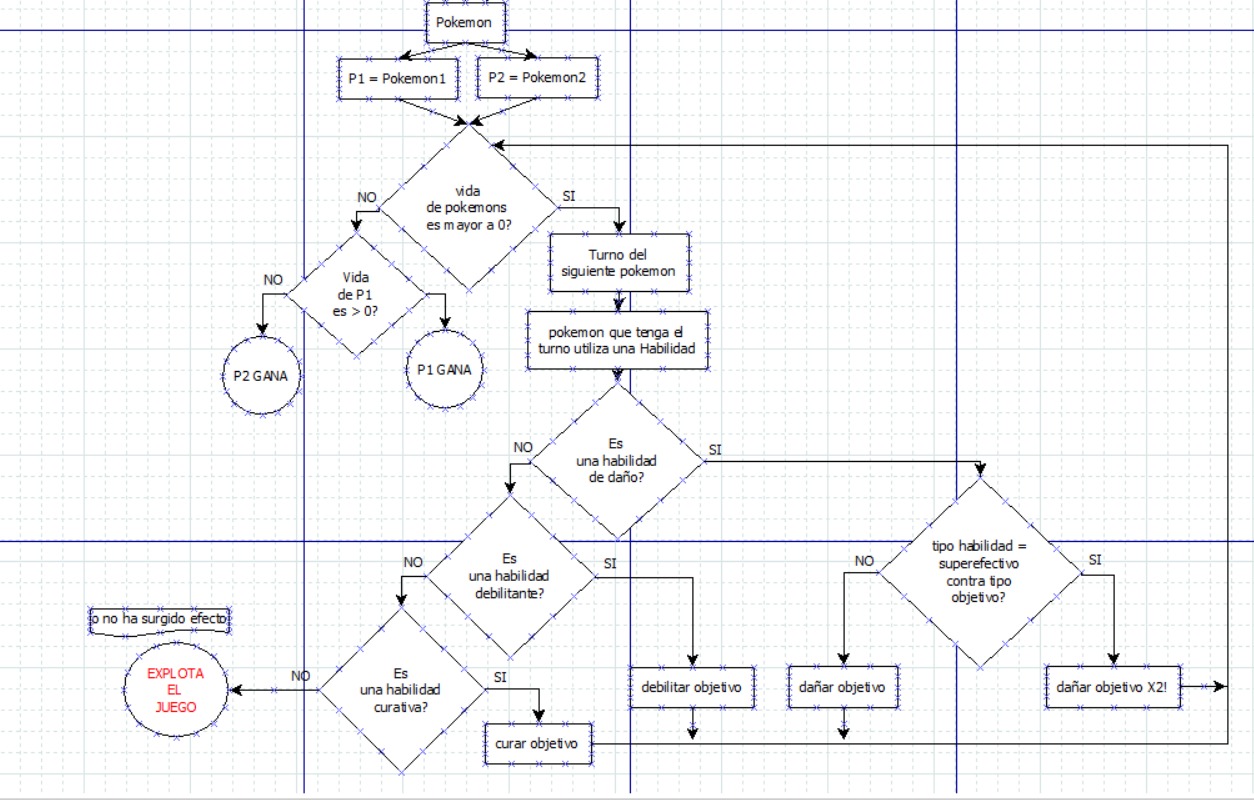 Pokemon
P1 = Pokemon1
P2 = Pokemon2
vida
de pokemons
es mayor a 0?
NO
SI
Turno del
siguiente pokemon
Vida
de P1
es > 0?
NO
P2 GANA
P1 GANA
pokemon que tenga el
turno utiliza una Habilidad
Es
una habilidad
de daño?
NO
SI
Es
una habilidad
debilitante?
NO
SI
tipo habilidad =
superefectivo
contra tipo
objetivo?
NO
SI
o no ha surgido efecto
EXPLOTA
EL
JUEGO
NO
Es
una habilidad
curativa?
SI
debilitar objetivo
dañar objetivo
dañar objetivo X2!
curar objetivo